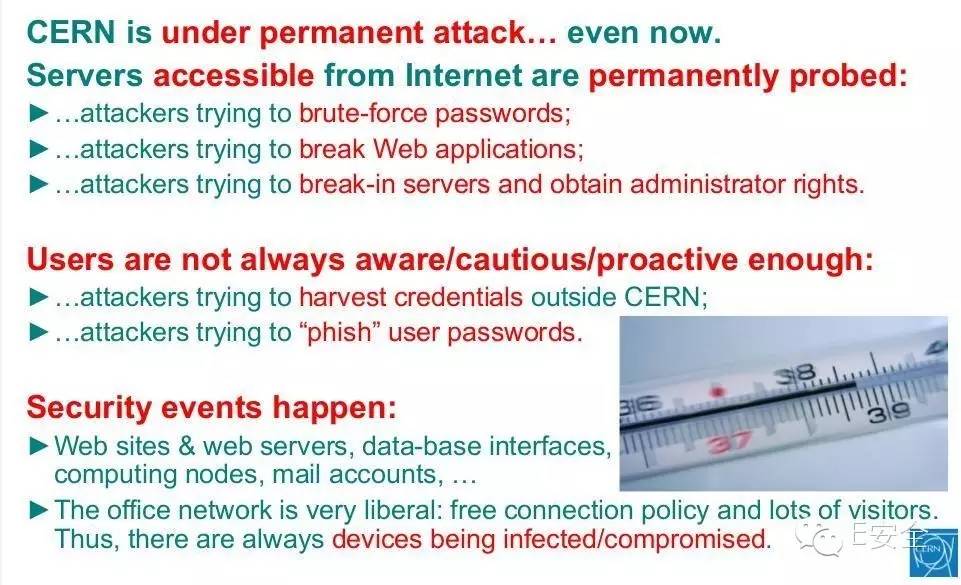 CERN is under permanent attack… even now.
Servers accessible from Internet are permanently probed:
►…attackers trying to brute-force passwords;
►…attackers trying to break Web applications;
►…attackers trying to break-in servers and obtain administrator rights.
Users are not always aware/cautious/proactive enough:
►…attackers trying to harvest credentials outside CERN;
►…attackers trying to “phish” user passwords.
Security events happen:
►Web sites & web servers, data-base interfaces,
computing nodes, mail accounts, …
►The office network is very liberal: free connection policy and lots of visitors.
Thus, there are always devices being infected/compromised.
36 37 38 39
E安全
CERN